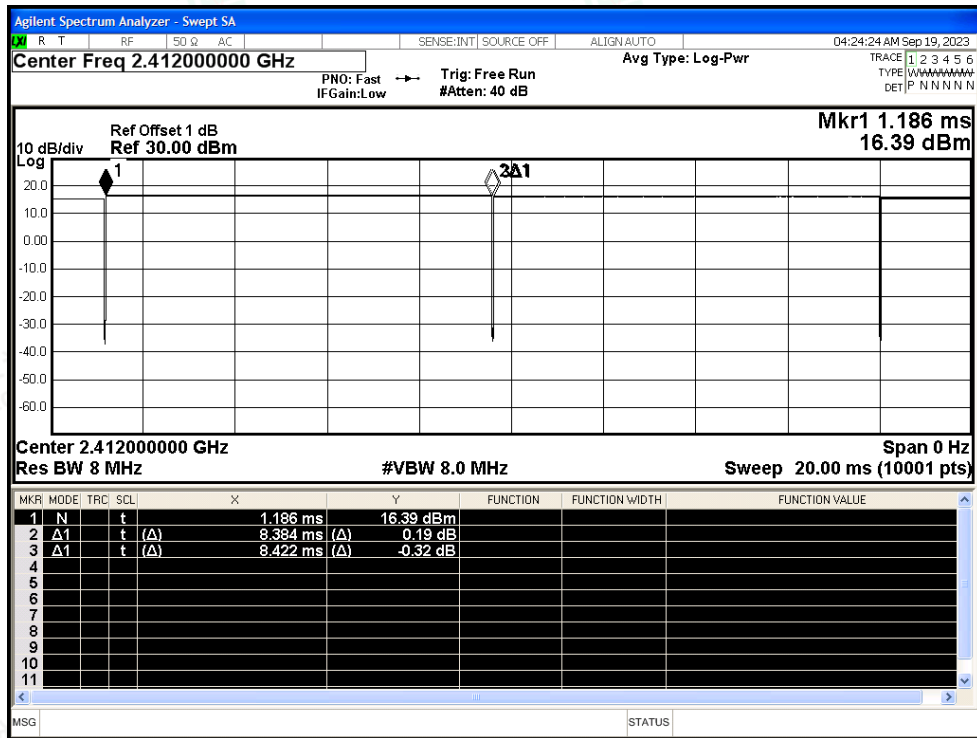 Agilent Spectrum Analyzer - Swept SA
LXI R T RF 50 Ω AC SENSE:INT SOURCE OFF ALIGN AUTO 04:24:24 AM Sep 19, 2023
Center Freq 2.412000000 GHz Avg Type: Log-Pwr TRACE 1 2 3 4 5 6
PNO: Fast Trig: Free Run TYPE WWWWWW
IFGain:Low #Atten: 40 dB DET P N N N N N
Mkr1 1.186 ms
16.39 dBm
Ref Offset 1 dB
10 dB/div Ref 30.00 dBm
Log
1
3Δ1
20.0
10.0
0.00
-10.0
-20.0
-30.0
-40.0
-50.0
-60.0
Center 2.412000000 GHz Span 0 Hz
Res BW 8 MHz #VBW 8.0 MHz Sweep 20.00 ms (10001 pts)
MKR MODE TRC SCL X Y FUNCTION FUNCTION WIDTH FUNCTION VALUE
1 N t 1.186 ms 16.39 dBm
2 Δ1 t (Δ) 8.384 ms (Δ) 0.19 dB
3 Δ1 t (Δ) 8.422 ms (Δ) -0.32 dB
4
5
6
7
8
9
10
11
MSG STATUS